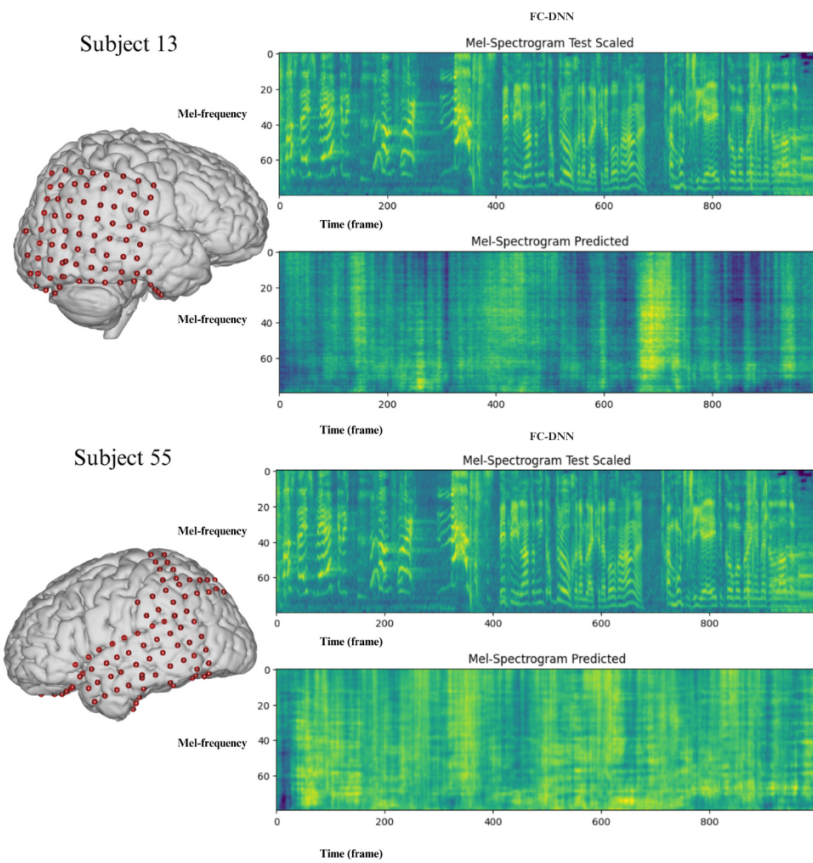 FC-DNN
Subject 13
Mel-Spectrogram Test Scaled
0
20
Mel-frequency
40
60
0
200
400
600
800
Time (frame)
Mel-Spectrogram Predicted
0
20
40
Mel-frequency
60
0
200
400
600
800
Time (frame)
FC-DNN
Subject 55
Mel-Spectrogram Test Scaled
0
20
Mel-frequency
40
60
0
200
400
600
800
Time (frame)
Mel-Spectrogram Predicted
0
20
40
Mel-frequency
60
0
200
400
600
800
Time (frame)